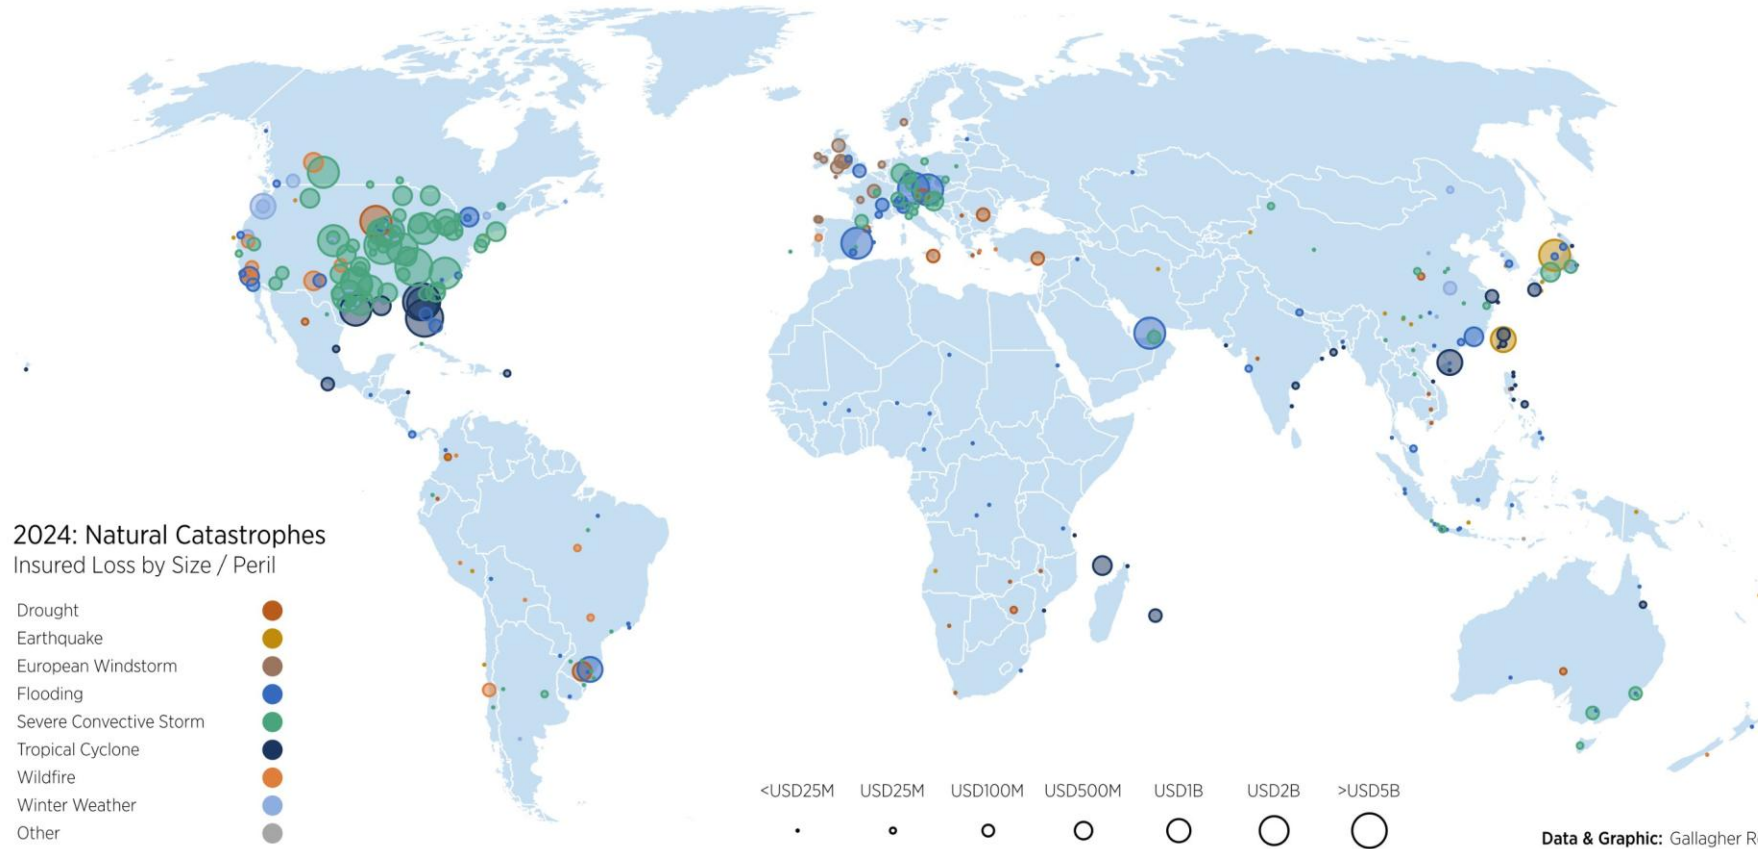 2024: Natural Catastrophes
Insured Loss by Size / Peril
Drought
Earthquake
European Windstorm
Flooding
Severe Convective Storm
Tropical Cyclone
Wildfire
Winter Weather
Other
<USD25M USD25M USD100M USD500M USD1B USD2B >USD5B
Data & Graphic: Gallagher